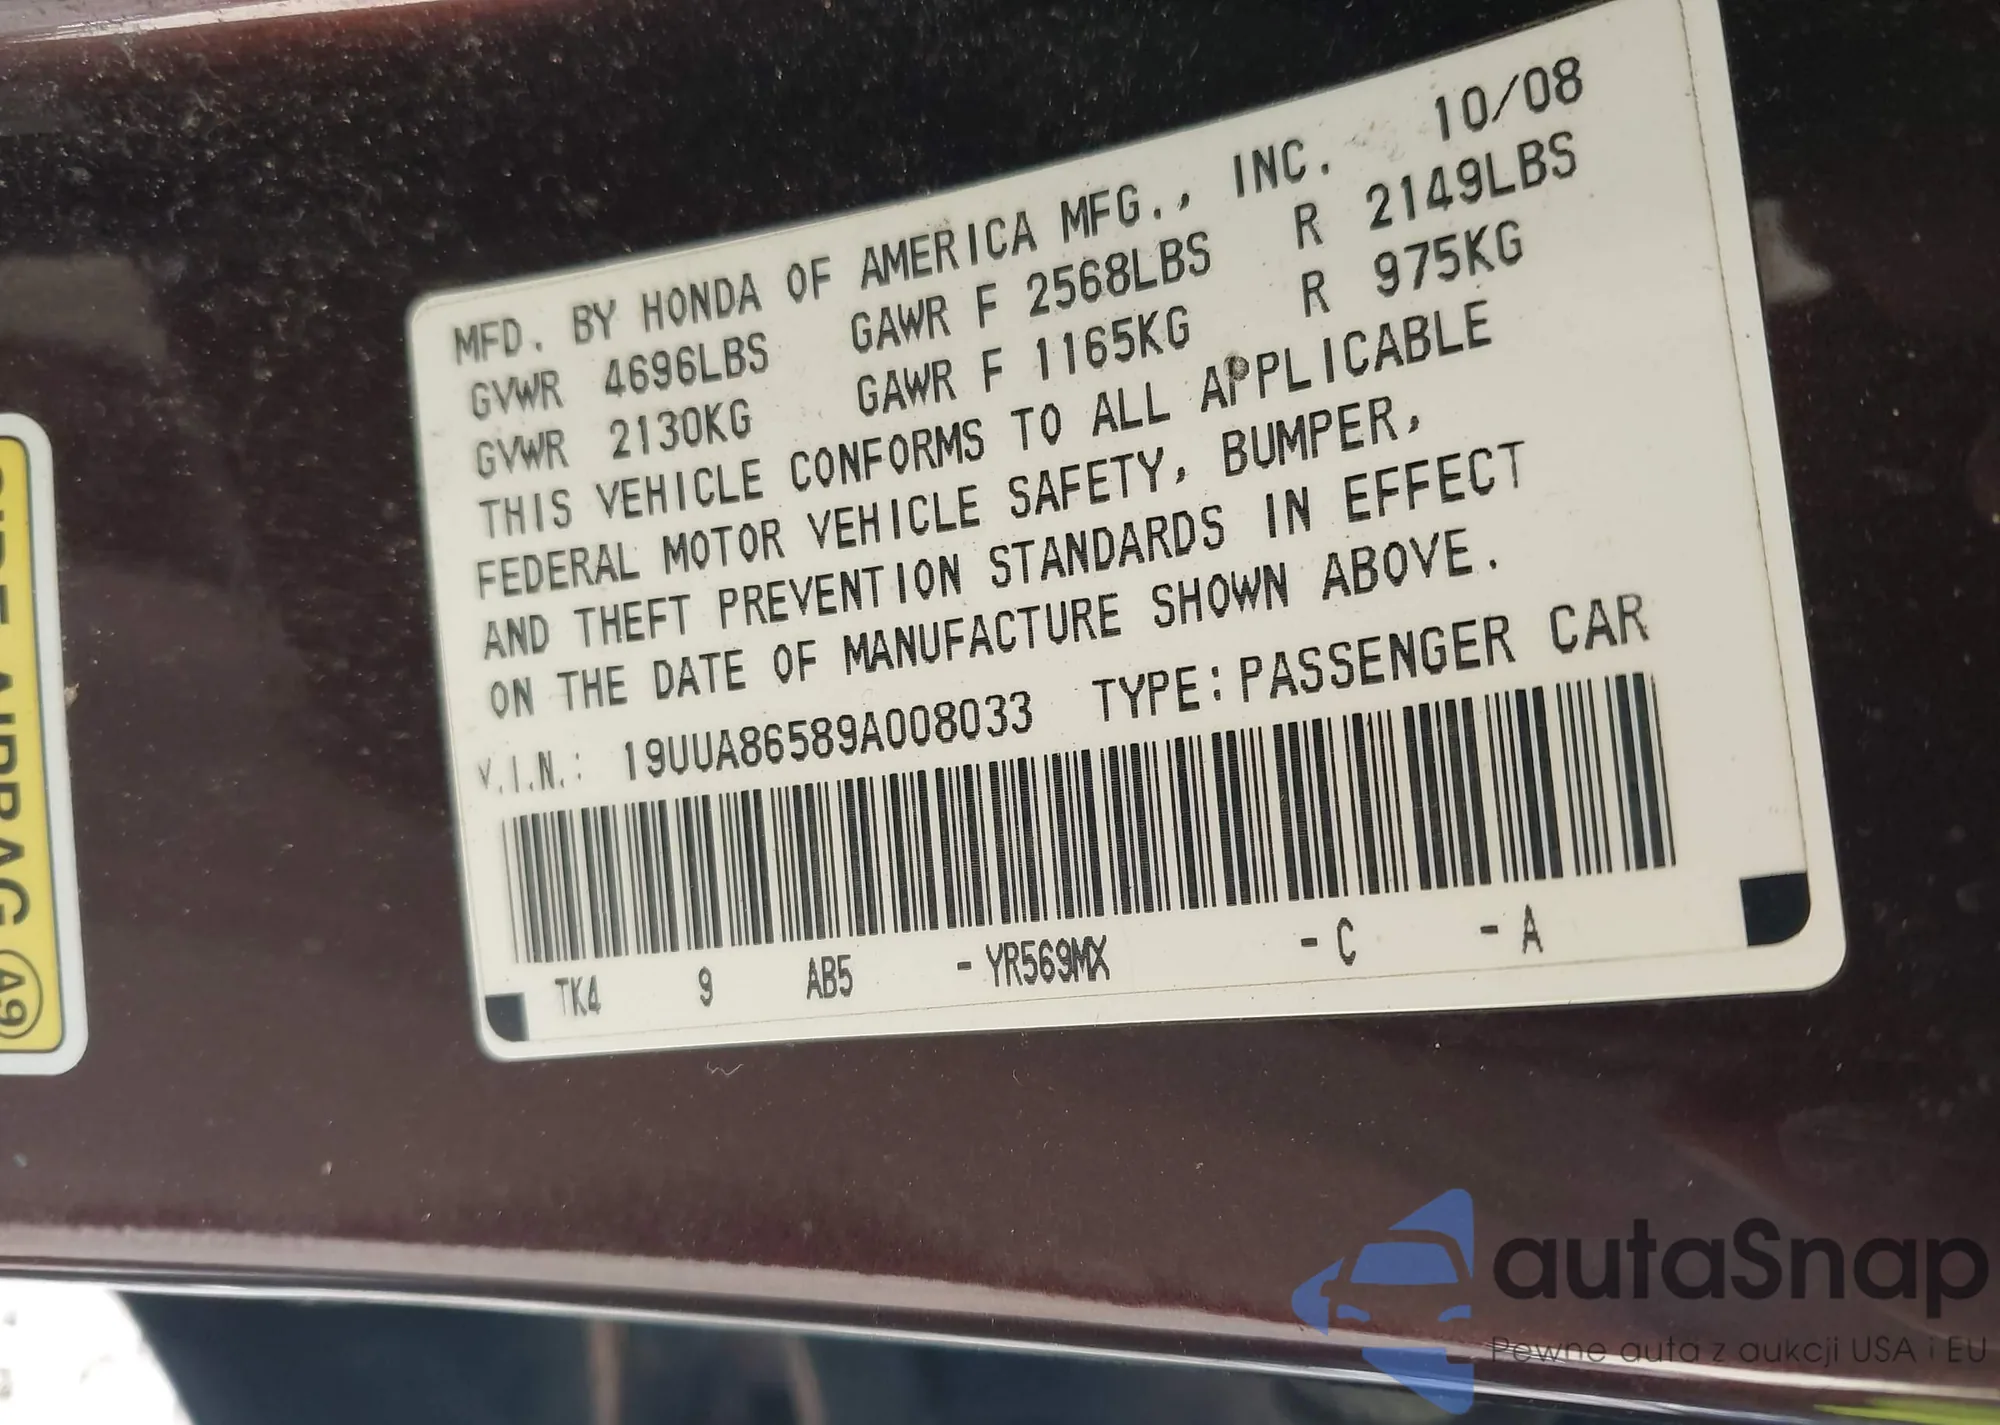 MFD. BY HONDA OF AMERICA MFG., INC. 10/08
GVWR 4696LBS GAWR F 2568LBS R 2149LBS
GVWR 2130KG GAWR F 1165KG R 975KG
THIS VEHICLE CONFORMS TO ALL APPLICABLE
FEDERAL MOTOR VEHICLE SAFETY, BUMPER,
AND THEFT PREVENTION STANDARDS IN EFFECT
ON THE DATE OF MANUFACTURE SHOWN ABOVE.
V.I.N.: 19UUA86589A008033 TYPE:PASSENGER CAR
TK4 9 AB5 -YR569MX -C -A
SIDE AIRBAG A9
autaSnap
Pewne auta z aukcji USA i EU